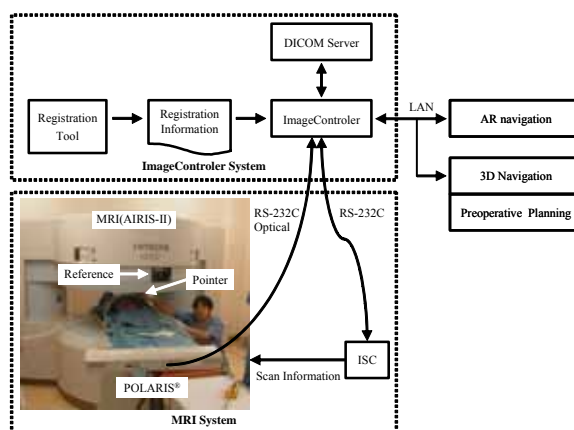 DICOM Server
LAN
Registration
Tool
Registration
Information
ImageControler
AR navigation
ImageControler System
3D Navigation
Preoperative Planning
MRI(AIRIS-II)
RS-232C
Optical
RS-232C
Reference
Pointer
ISC
Scan Information
POLARIS®
MRI System